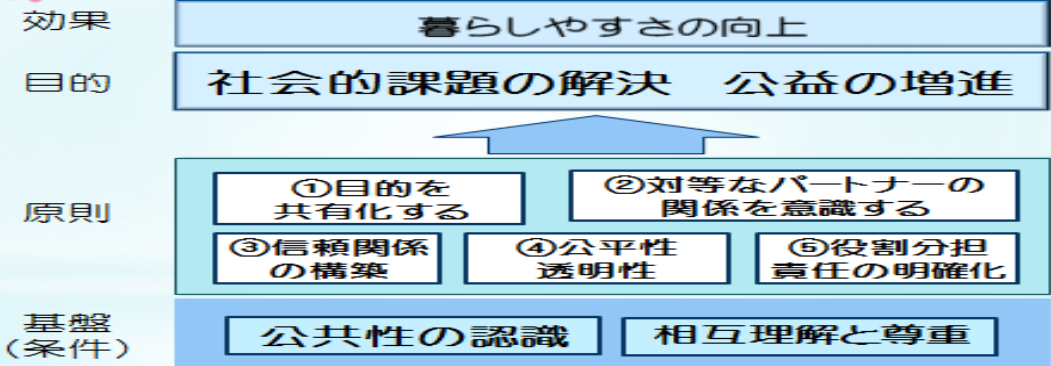 効果
暮らしやすさの向上
目的
社会的課題の解決　公益の増進
原則
①目的を
共有化する
②対等なパートナーの
関係を意識する
③信頼関係
の構築
④公平性
透明性
⑤役割分担
責任の明確化
基盤
(条件)
公共性の認識
相互理解と尊重